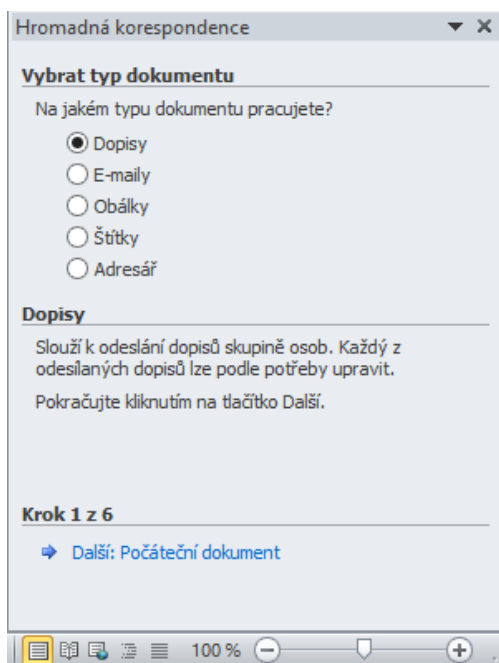 Hromadná korespondence
Vybrat typ dokumentu
Na jakém typu dokumentu pracujete?
Dopisy
E-maily
Obálky
Štítky
Adresář
Dopisy
Slouží k odeslání dopisů skupině osob. Každý z
odesílaných dopisů lze podle potřeby upravit.
Pokračujte kliknutím na tlačítko Další.
Krok 1 z 6
Další: Počáteční dokument
100 %